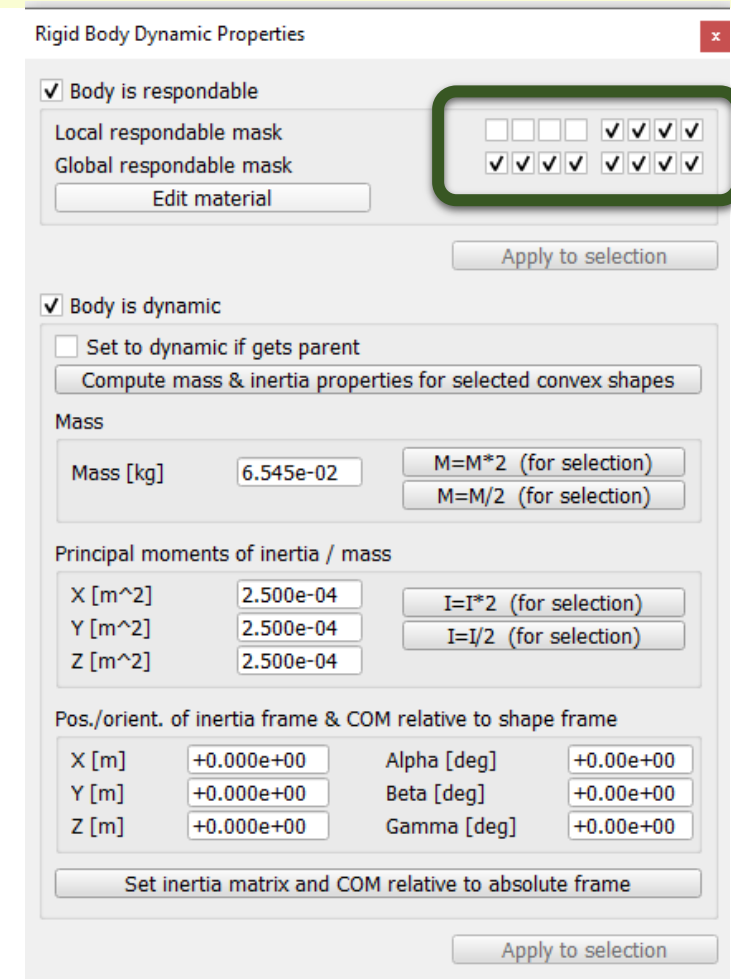 Rigid Body Dynamic Properties x
Body is respondable
Local respondable mask
Global respondable mask
Edit material
Apply to selection
Body is dynamic
Set to dynamic if gets parent
Compute mass & inertia properties for selected convex shapes
Mass
Mass [kg] 6.545e-02 M=M*2 (for selection)
M=M/2 (for selection)
Principal moments of inertia / mass
X [m^2] 2.500e-04 I=I*2 (for selection)
Y [m^2] 2.500e-04 I=I/2 (for selection)
Z [m^2] 2.500e-04
Pos./orient. of inertia frame & COM relative to shape frame
X [m] +0.000e+00 Alpha [deg] +0.00e+00
Y [m] +0.000e+00 Beta [deg] +0.00e+00
Z [m] +0.000e+00 Gamma [deg] +0.00e+00
Set inertia matrix and COM relative to absolute frame
Apply to selection